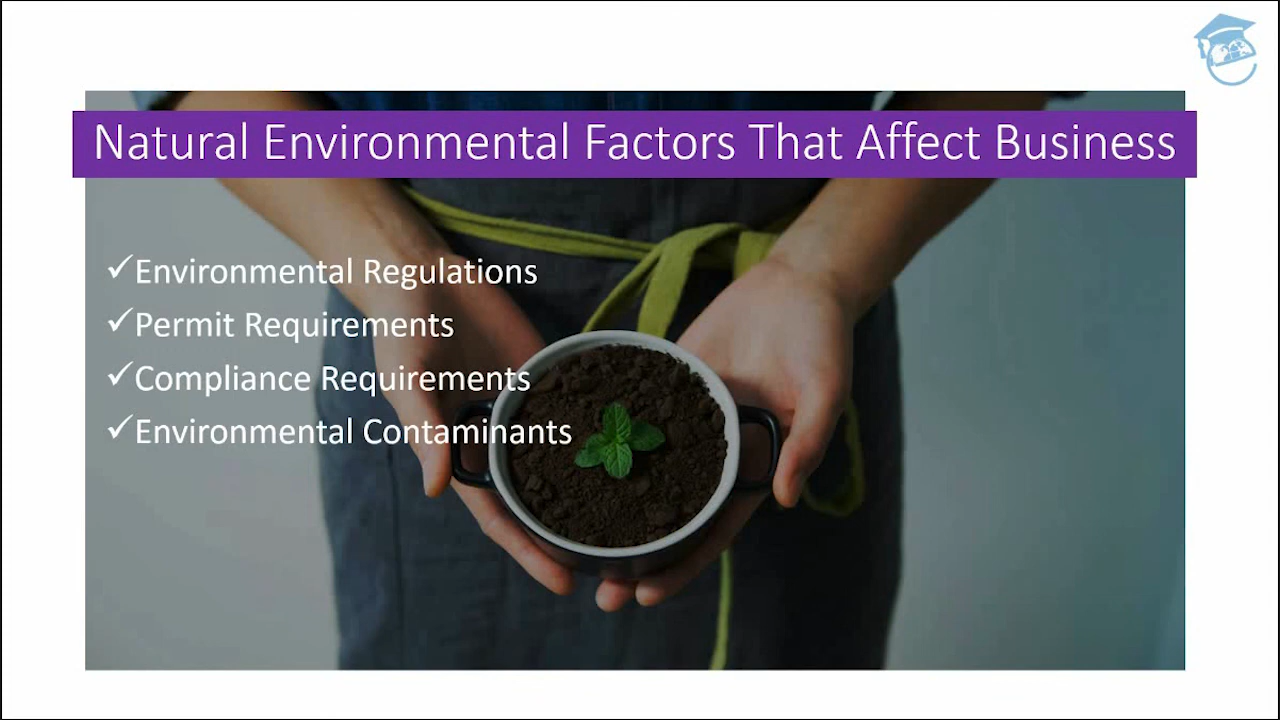 Natural Environmental Factors That Affect Business
✓Environmental Regulations
✓Permit Requirements
✓Compliance Requirements
✓Environmental Contaminants